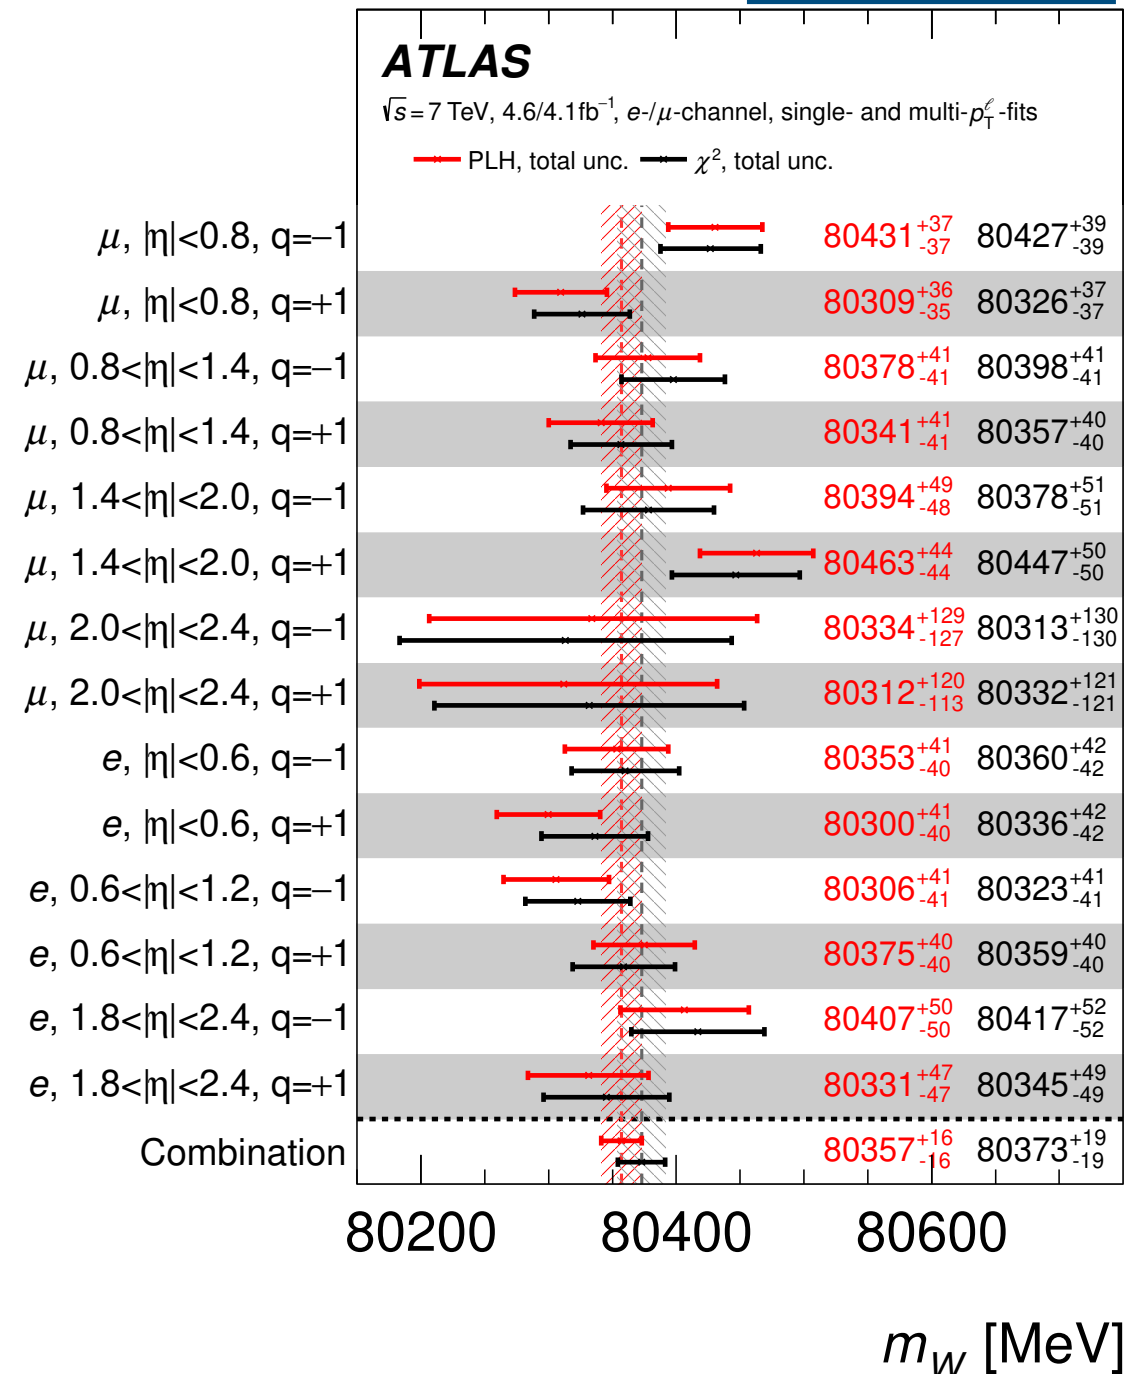 ATLAS
√s = 7 TeV, 4.6/4.1fb⁻¹, e-/μ-channel, single- and multi-p_T^ℓ-fits
PLH, total unc. χ², total unc.
μ, |η|<0.8, q=−1 80431 +37 -37 80427 +39 -39
μ, |η|<0.8, q=+1 80309 +36 -35 80326 +37 -37
μ, 0.8<|η|<1.4, q=−1 80378 +41 -41 80398 +41 -41
μ, 0.8<|η|<1.4, q=+1 80341 +41 -41 80357 +40 -40
μ, 1.4<|η|<2.0, q=−1 80394 +49 -48 80378 +51 -51
μ, 1.4<|η|<2.0, q=+1 80463 +44 -44 80447 +50 -50
μ, 2.0<|η|<2.4, q=−1 80334 +129 -127 80313 +130 -130
μ, 2.0<|η|<2.4, q=+1 80312 +120 -113 80332 +121 -121
e, |η|<0.6, q=−1 80353 +41 -40 80360 +42 -42
e, |η|<0.6, q=+1 80300 +41 -40 80336 +42 -42
e, 0.6<|η|<1.2, q=−1 80306 +41 -41 80323 +41 -41
e, 0.6<|η|<1.2, q=+1 80375 +40 -40 80359 +40 -40
e, 1.8<|η|<2.4, q=−1 80407 +50 -50 80417 +52 -52
e, 1.8<|η|<2.4, q=+1 80331 +47 -47 80345 +49 -49
Combination 80357 +16 -16 80373 +19 -19
80200 80400 80600
m_W [MeV]